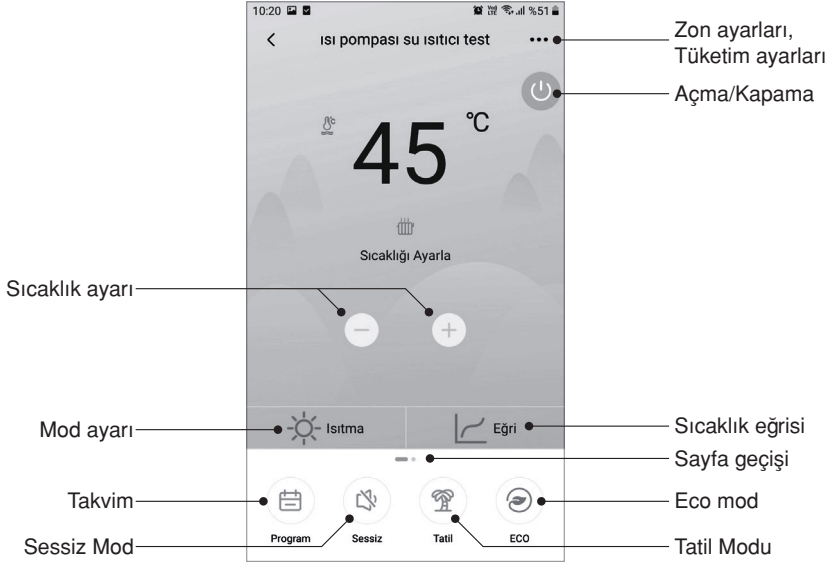 10:20 %51
ısı pompası su ısıtıcı test
Zon ayarları,
Tüketim ayarları
Açma/Kapama
45 °C
Sıcaklığı Ayarla
Sıcaklık ayarı
Mod ayarı
Isıtma
Eğri
Sıcaklık eğrisi
Sayfa geçişi
Takvim
Eco mod
Program
Sessiz
Tatil
ECO
Sessiz Mod
Tatil Modu